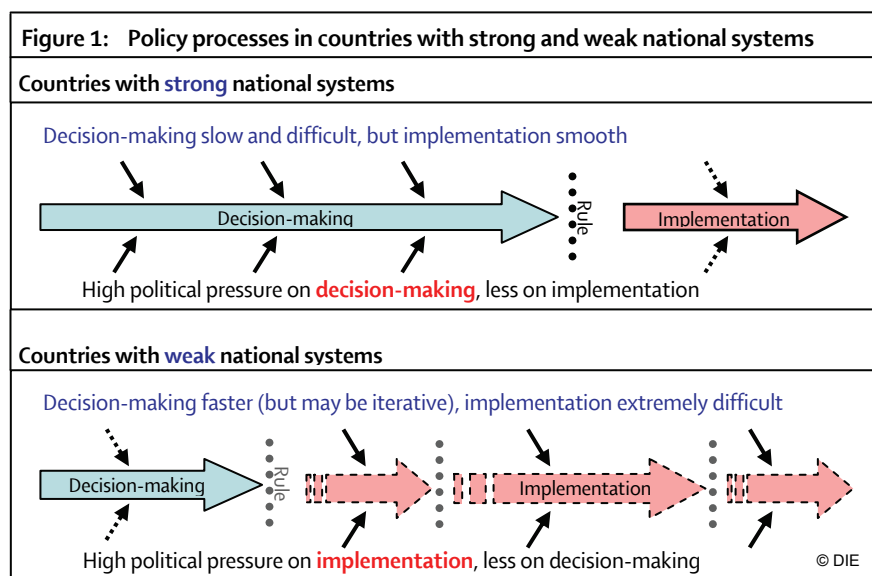 Figure 1: Policy processes in countries with strong and weak national systems
Countries with strong national systems
Decision-making slow and difficult, but implementation smooth
Decision-making
Rule
Implementation
High political pressure on decision-making, less on implementation
Countries with weak national systems
Decision-making faster (but may be iterative), implementation extremely difficult
Decision-making
Rule
Implementation
High political pressure on implementation, less on decision-making
© DIE